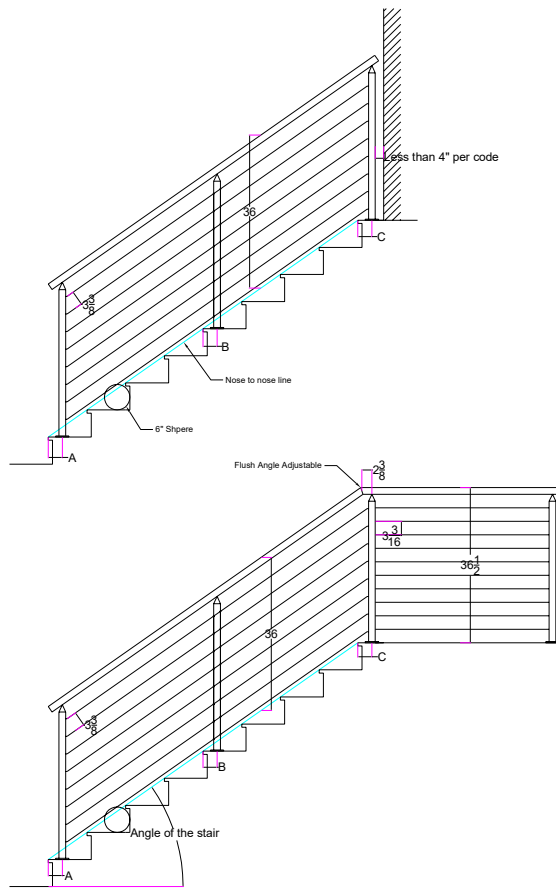 Less than 4" per code
36
C
3 3/8
B
Nose to nose line
6" Shpere
A
Flush Angle Adjustable
2 3/8
3 3/16
36 1/2
36
C
3 3/8
B
Angle of the stair
A